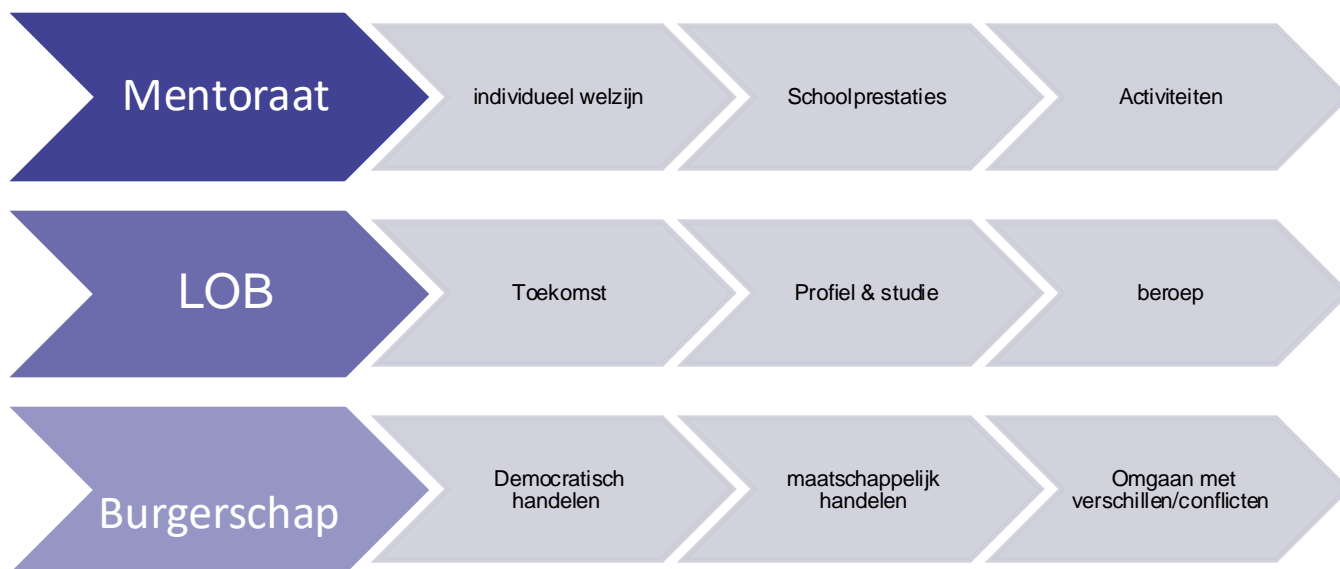 Mentoraat
individueel welzijn
Schoolprestaties
Activiteiten
LOB
Toekomst
Profiel & studie
beroep
Burgerschap
Democratisch
handelen
maatschappelijk
handelen
Omgaan met
verschillen/conflicten